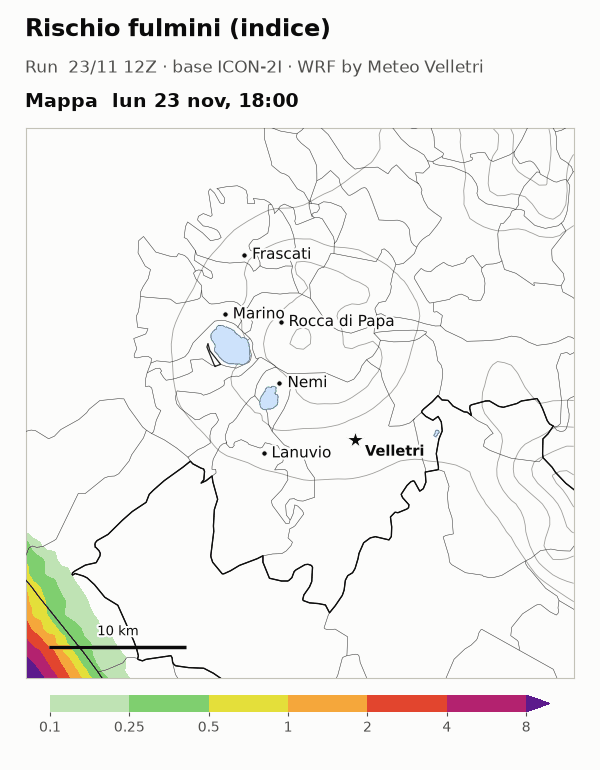 Rischio fulmini (indice)
Run  23/11 12Z · base ICON-2I · WRF by Meteo Velletri
Mappa  lun 23 nov, 18:00
Frascati
Marino
Rocca di Papa
Nemi
Velletri
Lanuvio
10 km
0.1 0.25 0.5 1 2 4 8